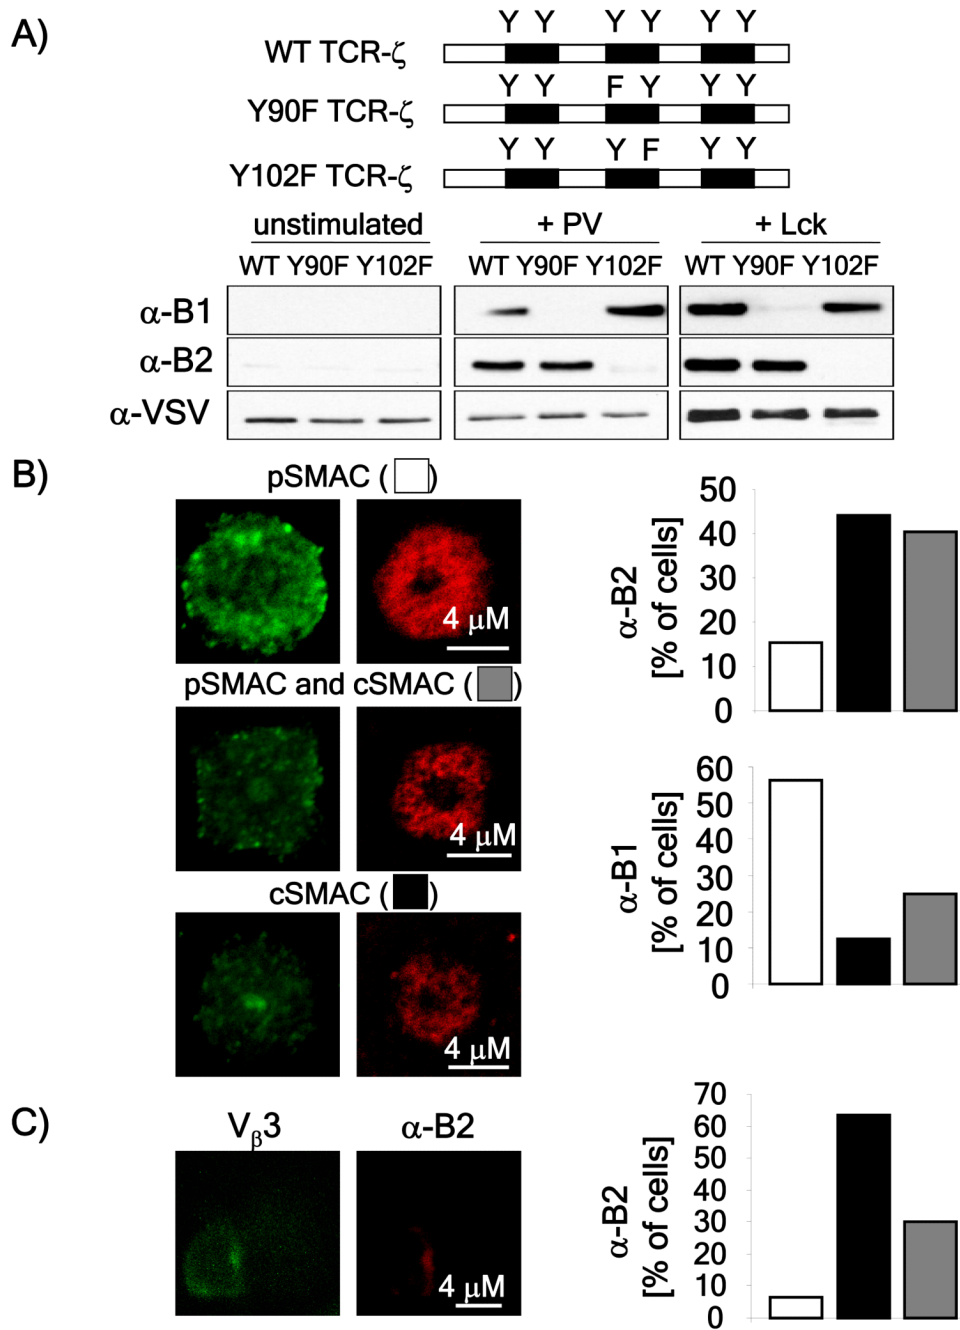 A)
Y Y Y Y Y Y
WT TCR-ζ
Y Y F Y Y Y
Y90F TCR-ζ
Y Y Y F Y Y
Y102F TCR-ζ
unstimulated + PV + Lck
WT Y90F Y102F WT Y90F Y102F WT Y90F Y102F
α-B1
α-B2
α-VSV
B)
pSMAC ( )
4 μM
pSMAC and cSMAC ( )
4 μM
cSMAC ( )
4 μM
α-B2
[% of cells]
50
40
30
20
10
0
α-B1
[% of cells]
60
50
40
30
20
10
0
C)
Vβ3 α-B2
4 μM
α-B2
[% of cells]
70
60
50
40
30
20
10
0